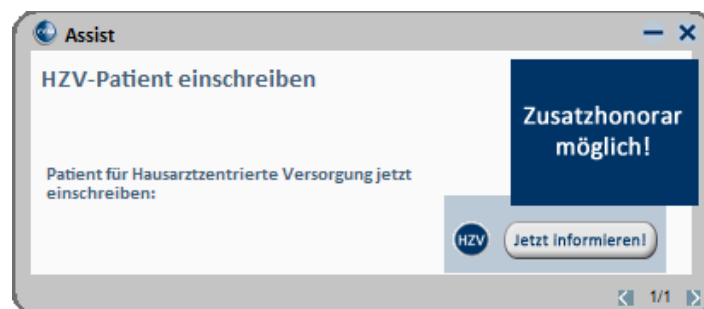 Assist
HZV-Patient einschreiben
Zusatzhonorar
möglich!
Patient für Hausarztzentrierte Versorgung jetzt
einschreiben:
HZV
Jetzt informieren!
1/1